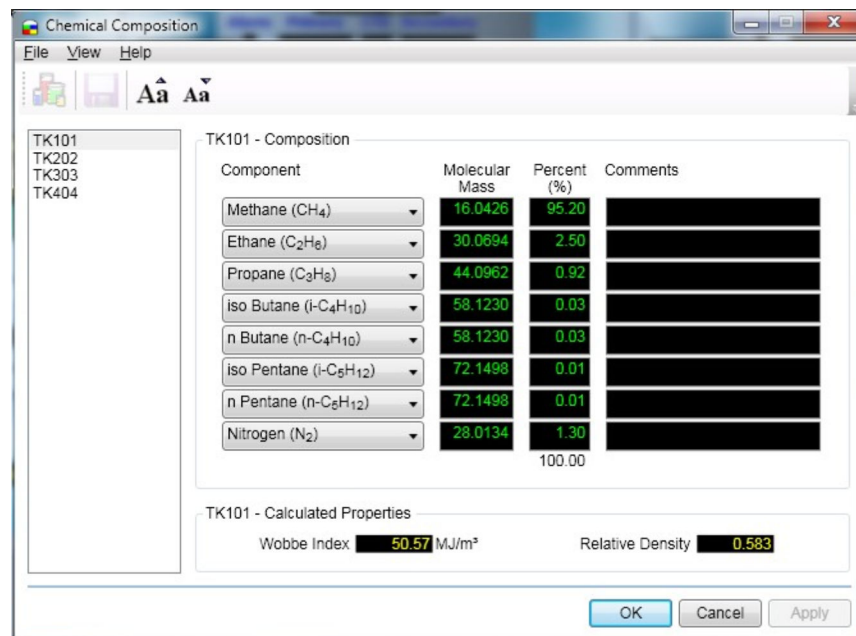 Chemical Composition
File View Help
Aa Aa
TK101
TK202
TK303
TK404
TK101 - Composition
Component Molecular Mass Percent (%) Comments
Methane (CH₄) 16.0426 95.20
Ethane (C₂H₆) 30.0694 2.50
Propane (C₃H₈) 44.0962 0.92
iso Butane (i-C₄H₁₀) 58.1230 0.03
n Butane (n-C₄H₁₀) 58.1230 0.03
iso Pentane (i-C₅H₁₂) 72.1498 0.01
n Pentane (n-C₅H₁₂) 72.1498 0.01
Nitrogen (N₂) 28.0134 1.30
100.00
TK101 - Calculated Properties
Wobbe Index 50.57 MJ/m³ Relative Density 0.583
OK Cancel Apply